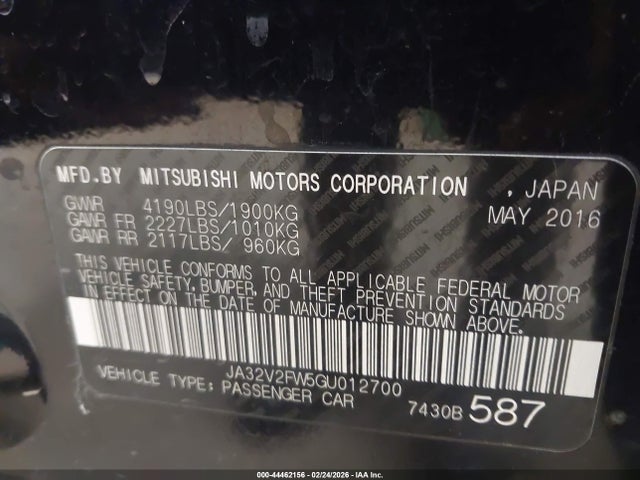 MFD.BY MITSUBISHI MOTORS CORPORATION , JAPAN
GVWR 4190LBS/1900KG MAY 2016
GAWR FR 2227LBS/1010KG
GAWR RR 2117LBS/ 960KG
THIS VEHICLE CONFORMS TO ALL APPLICABLE FEDERAL MOTOR
VEHICLE SAFETY, BUMPER, AND THEFT PREVENTION STANDARDS
IN EFFECT ON THE DATE OF MANUFACTURE SHOWN ABOVE.
JA32V2FW5GU012700
VEHICLE TYPE: PASSENGER CAR 7430B 587
000-44462156 - 02/24/2026 - IAA Inc.